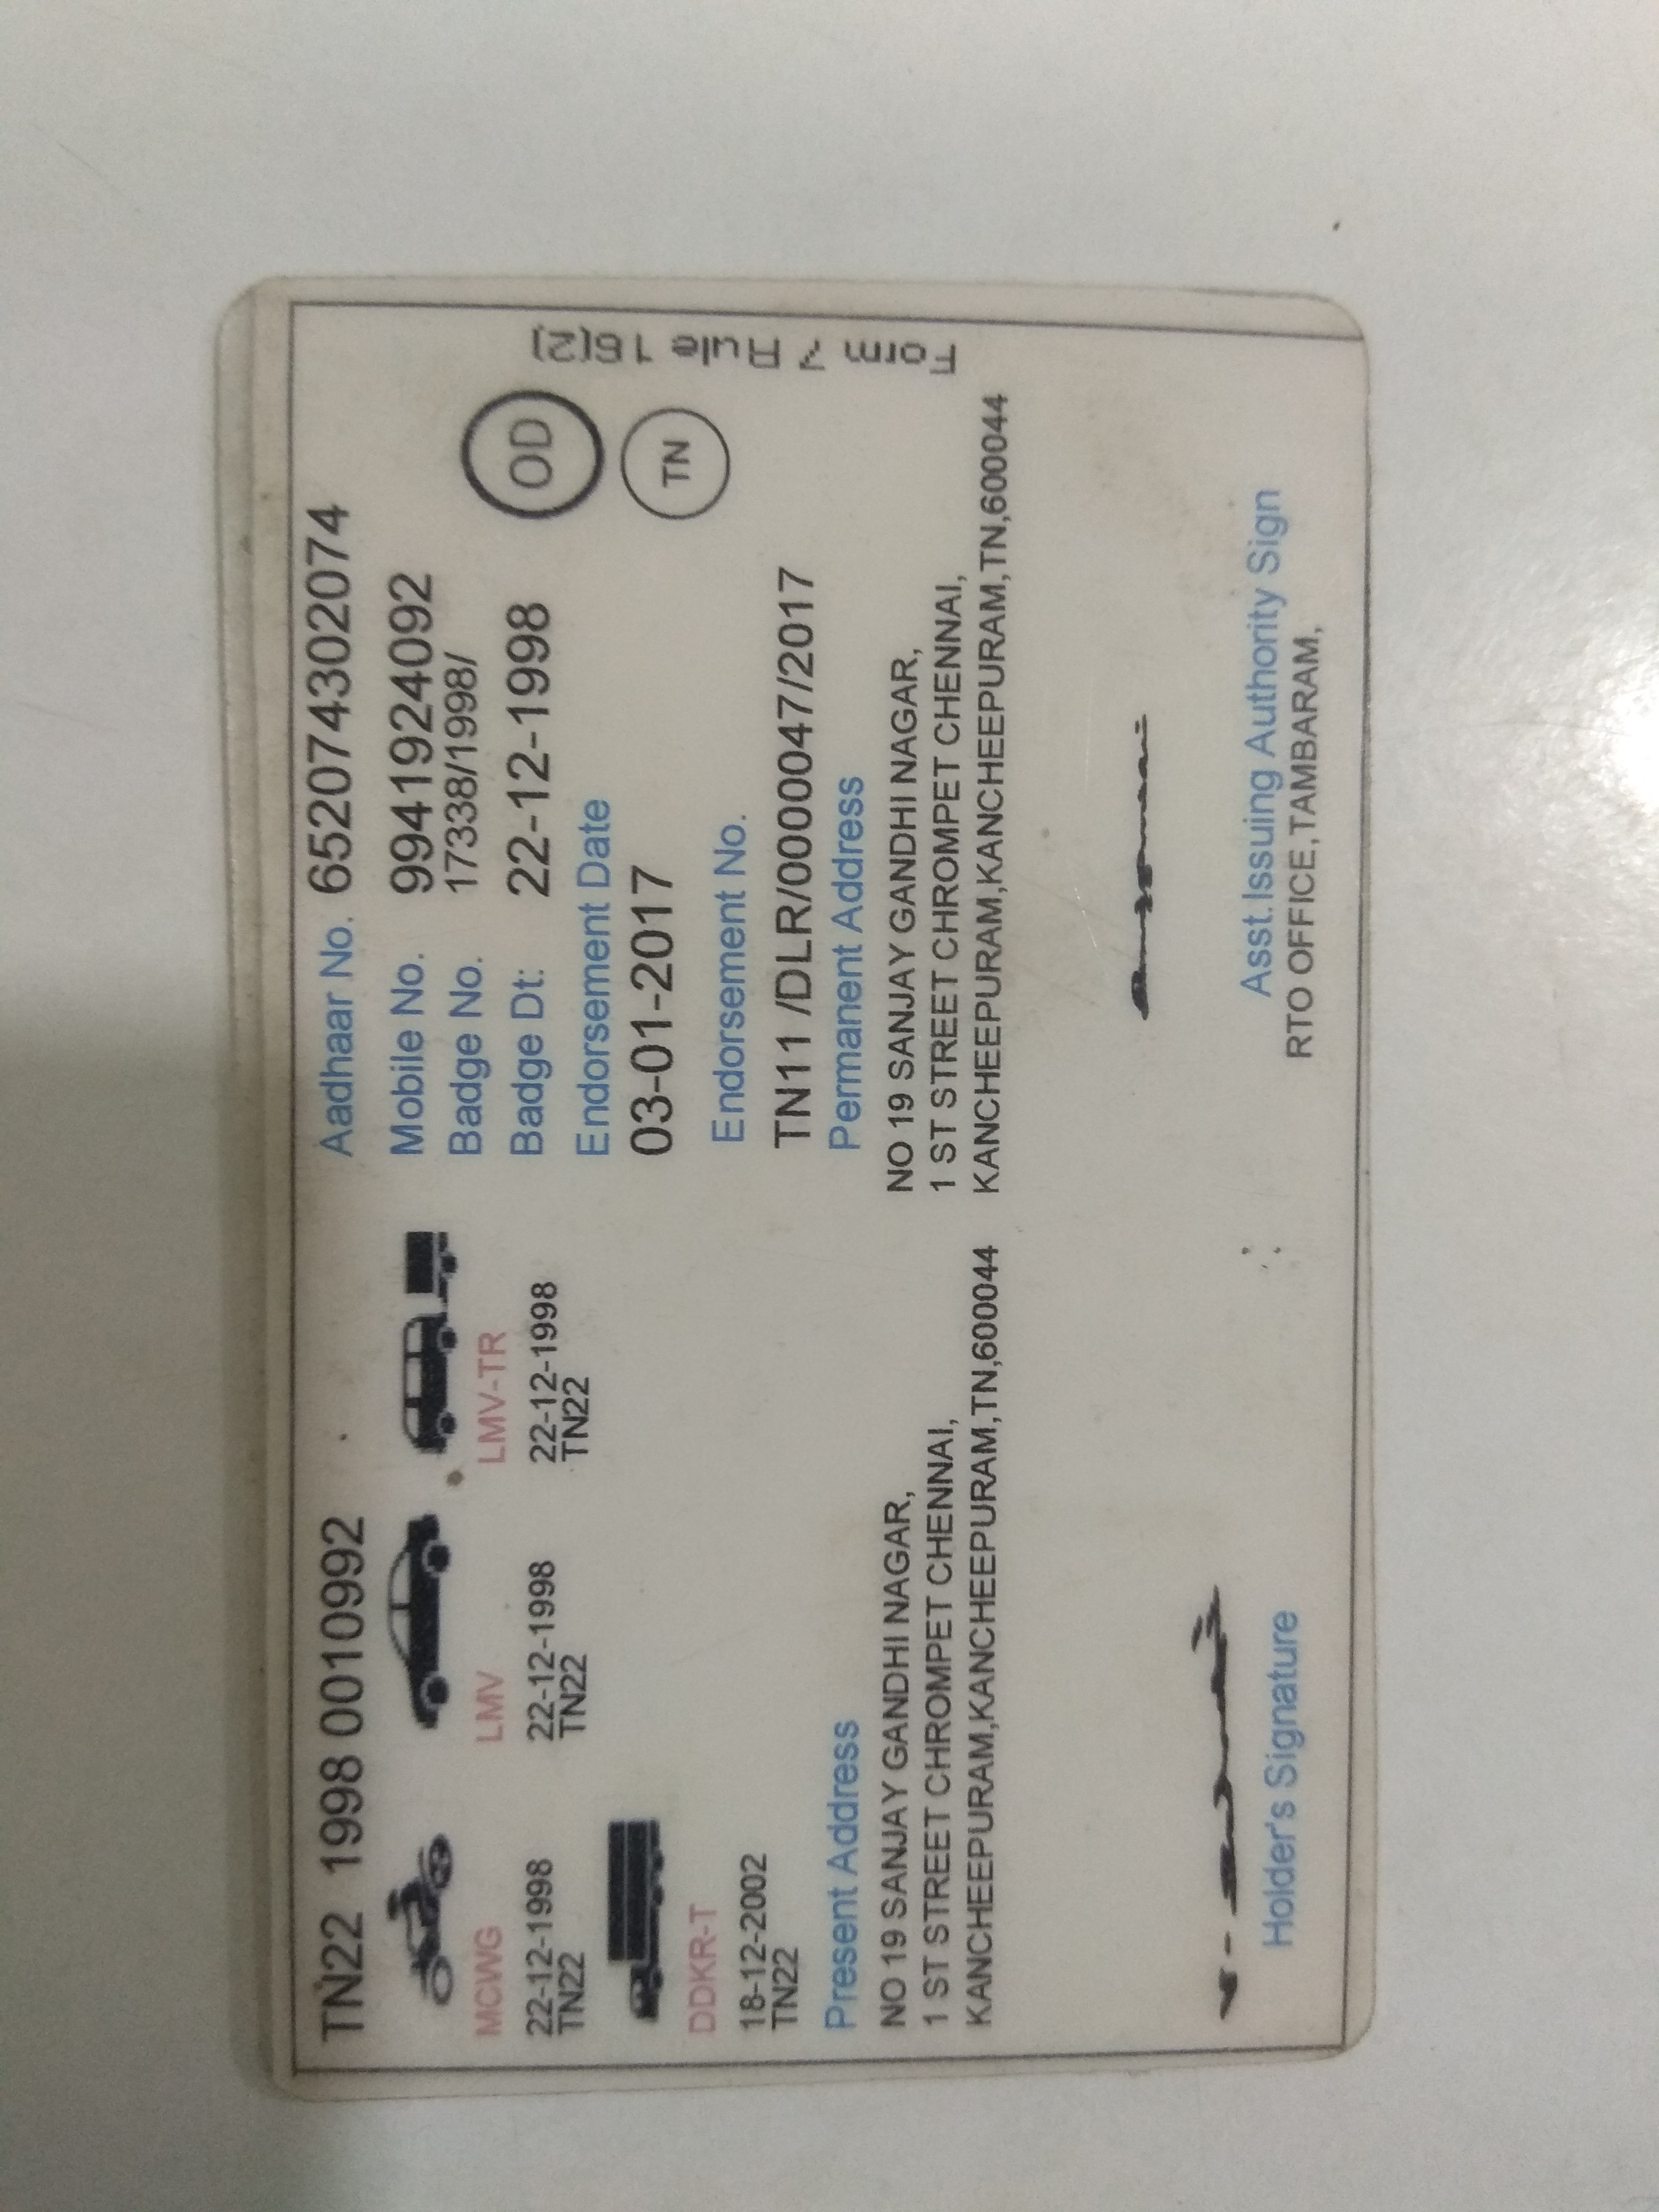 TN22 1998 0010992
MCWG
22-12-1998
TN22
LMV
22-12-1998
TN22
LMV-TR
22-12-1998
TN22
DDKR-T
18-12-2002
TN22
Aadhaar No. 652074302074
Mobile No. 9941924092
Badge No. 17338/1998/
Badge Dt: 22-12-1998
Endorsement Date
03-01-2017
Endorsement No.
TN11 /DLR/0000047/2017
OD
TN
Form 7 Rule 16(2)
Present Address
NO 19 SANJAY GANDHI NAGAR,
1 ST STREET CHROMPET CHENNAI,
KANCHEEPURAM,KANCHEEPURAM,TN,600044
Permanent Address
NO 19 SANJAY GANDHI NAGAR,
1 ST STREET CHROMPET CHENNAI,
KANCHEEPURAM,KANCHEEPURAM,TN,600044
Holder's Signature
Asst.Issuing Authority Sign
RTO OFFICE,TAMBARAM,